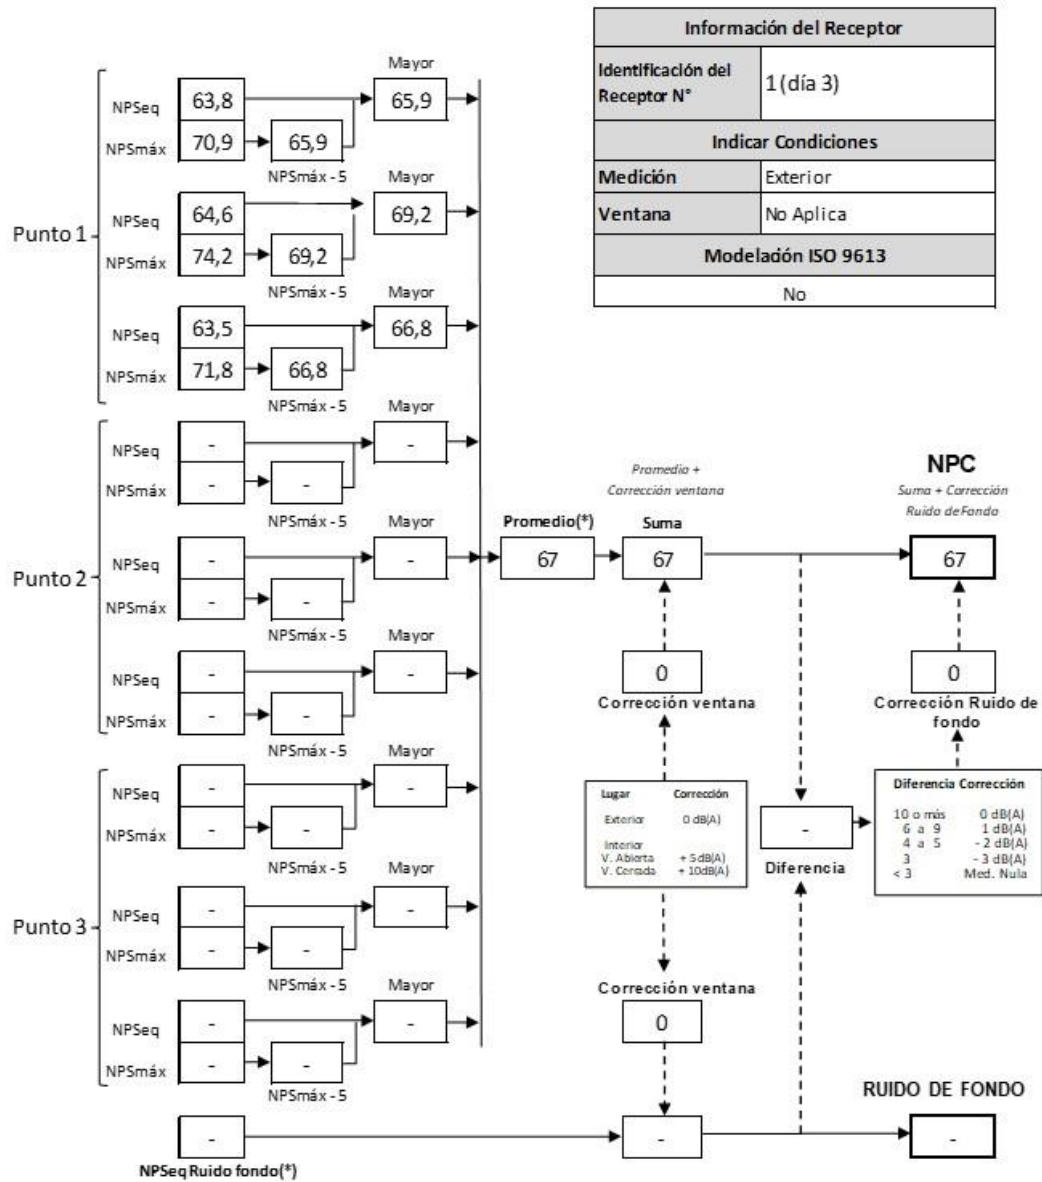 Información del Receptor
Identificación del Receptor N° 1 (día 3)
Indicar Condiciones
Medición Exterior
Ventana No Aplica
Modelación ISO 9613
No
Punto 1
Mayor
NPSeq 63,8 65,9
NPSmáx 70,9 65,9
NPSmáx - 5 Mayor
NPSeq 64,6 69,2
NPSmáx 74,2 69,2
NPSmáx - 5 Mayor
NPSeq 63,5 66,8
NPSmáx 71,8 66,8
NPSmáx - 5
Punto 2
Mayor
NPSeq - -
NPSmáx - -
NPSmáx - 5 Mayor
NPSeq - -
NPSmáx - -
NPSmáx - 5 Mayor
NPSeq - -
NPSmáx - -
NPSmáx - 5
Punto 3
Mayor
NPSeq - -
NPSmáx - -
NPSmáx - 5 Mayor
NPSeq - -
NPSmáx - -
NPSmáx - 5 Mayor
NPSeq - -
NPSmáx - -
NPSmáx - 5
-
NPSeq Ruido fondo(*)
Promedio(*)
67
Promedio +
Corrección ventana
Suma
67
0
Corrección ventana
Lugar Corrección
Exterior 0 dB(A)
Interior
V. Abierta + 5dB(A)
V. Cerrada + 10dB(A)
Corrección ventana
0
-
NPC
Suma + Corrección
Ruido de Fondo
67
0
Corrección Ruido de
fondo
-
Diferencia
Diferencia Corrección
10 o más 0 dB(A)
6 a 9 1 dB(A)
4 a 5 - 2 dB(A)
3 - 3 dB(A)
< 3 Med. Nula
RUIDO DE FONDO
-